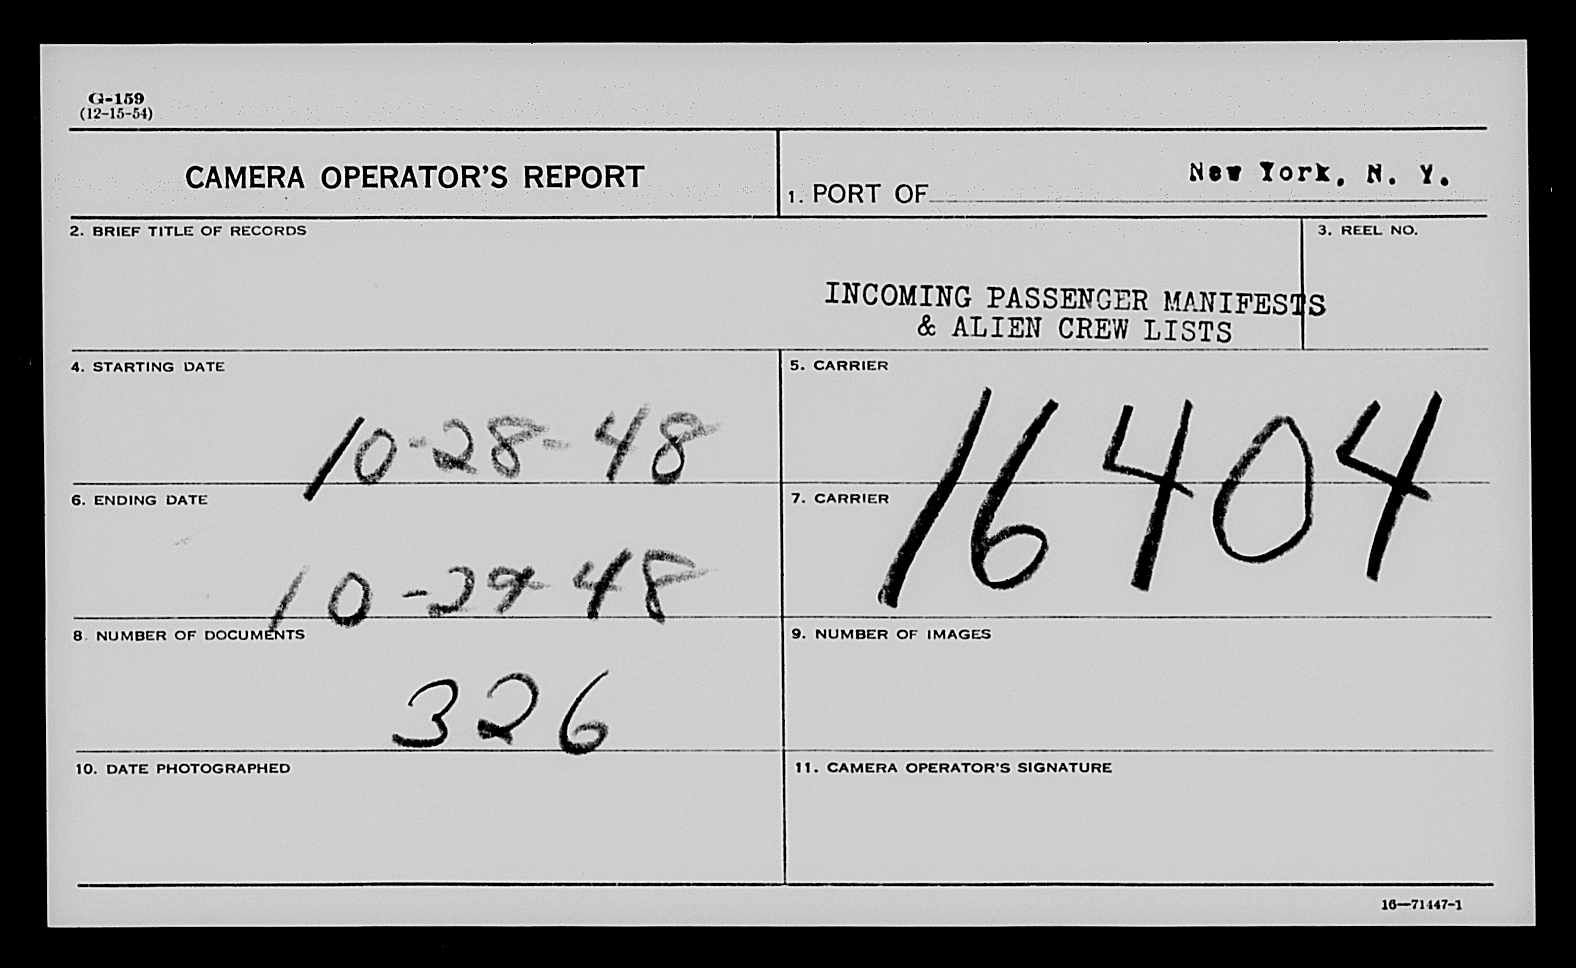 G-159
(12-15-54)
CAMERA OPERATOR'S REPORT
1. PORT OF New York, N. Y.
2. BRIEF TITLE OF RECORDS
3. REEL NO.
INCOMING PASSENGER MANIFESTS
& ALIEN CREW LISTS
4. STARTING DATE
10-28-48
5. CARRIER
16404
6. ENDING DATE
10-29-48
7. CARRIER
8. NUMBER OF DOCUMENTS
326
9. NUMBER OF IMAGES
10. DATE PHOTOGRAPHED
11. CAMERA OPERATOR'S SIGNATURE
16—71447-1